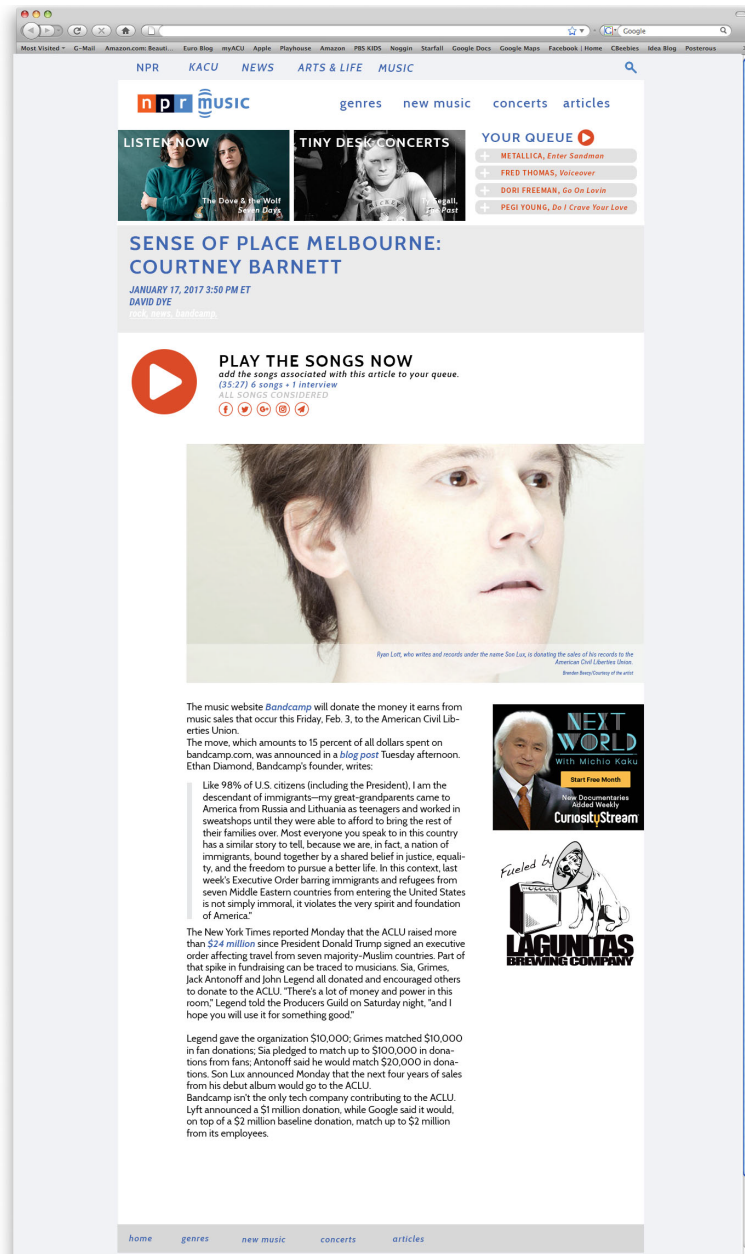 Google
Most Visited G-Mail Amazon.com: Beauti... Euro Blog myACU Apple Playhouse Amazon PBS KIDS Noggin Starfall Google Docs Google Maps Facebook | Home CBeebies Idea Blog Posterous
NPR KACU NEWS ARTS & LIFE MUSIC
npr music genres new music concerts articles
LISTEN NOW
The Dove & the Wolf
Seven Days
TINY DESK CONCERTS
Ty Segall,
The Past
YOUR QUEUE
METALLICA, Enter Sandman
FRED THOMAS, Voiceover
DORI FREEMAN, Go On Lovin
PEGI YOUNG, Do I Crave Your Love
SENSE OF PLACE MELBOURNE:
COURTNEY BARNETT
JANUARY 17, 2017 3:50 PM ET
DAVID DYE
rock, news, bandcamp,
PLAY THE SONGS NOW
add the songs associated with this article to your queue.
(35:27) 6 songs + 1 interview
ALL SONGS CONSIDERED
Ryan Lott, who writes and records under the name Son Lux, is donating the sales of his records to the
American Civil Liberties Union.
Brenden Beecy/Courtesy of the artist
The music website Bandcamp will donate the money it earns from
music sales that occur this Friday, Feb. 3, to the American Civil Lib-
erties Union.
The move, which amounts to 15 percent of all dollars spent on
bandcamp.com, was announced in a blog post Tuesday afternoon.
Ethan Diamond, Bandcamp's founder, writes:
Like 98% of U.S. citizens (including the President), I am the
descendant of immigrants—my great-grandparents came to
America from Russia and Lithuania as teenagers and worked in
sweatshops until they were able to afford to bring the rest of
their families over. Most everyone you speak to in this country
has a similar story to tell, because we are, in fact, a nation of
immigrants, bound together by a shared belief in justice, equali-
ty, and the freedom to pursue a better life. In this context, last
week's Executive Order barring immigrants and refugees from
seven Middle Eastern countries from entering the United States
is not simply immoral, it violates the very spirit and foundation
of America."
The New York Times reported Monday that the ACLU raised more
than $24 million since President Donald Trump signed an executive
order affecting travel from seven majority-Muslim countries. Part of
that spike in fundraising can be traced to musicians. Sia, Grimes,
Jack Antonoff and John Legend all donated and encouraged others
to donate to the ACLU. "There's a lot of money and power in this
room," Legend told the Producers Guild on Saturday night, "and I
hope you will use it for something good."
Legend gave the organization $10,000; Grimes matched $10,000
in fan donations; Sia pledged to match up to $100,000 in dona-
tions from fans; Antonoff said he would match $20,000 in dona-
tions. Son Lux announced Monday that the next four years of sales
from his debut album would go to the ACLU.
Bandcamp isn't the only tech company contributing to the ACLU.
Lyft announced a $1 million donation, while Google said it would,
on top of a $2 million baseline donation, match up to $2 million
from its employees.
NEXT
WORLD
With Michio Kaku
Start Free Month
New Documentaries
Added Weekly
CuriosityStream
Fueled by
LAGUNITAS
BREWING COMPANY
home genres new music concerts articles